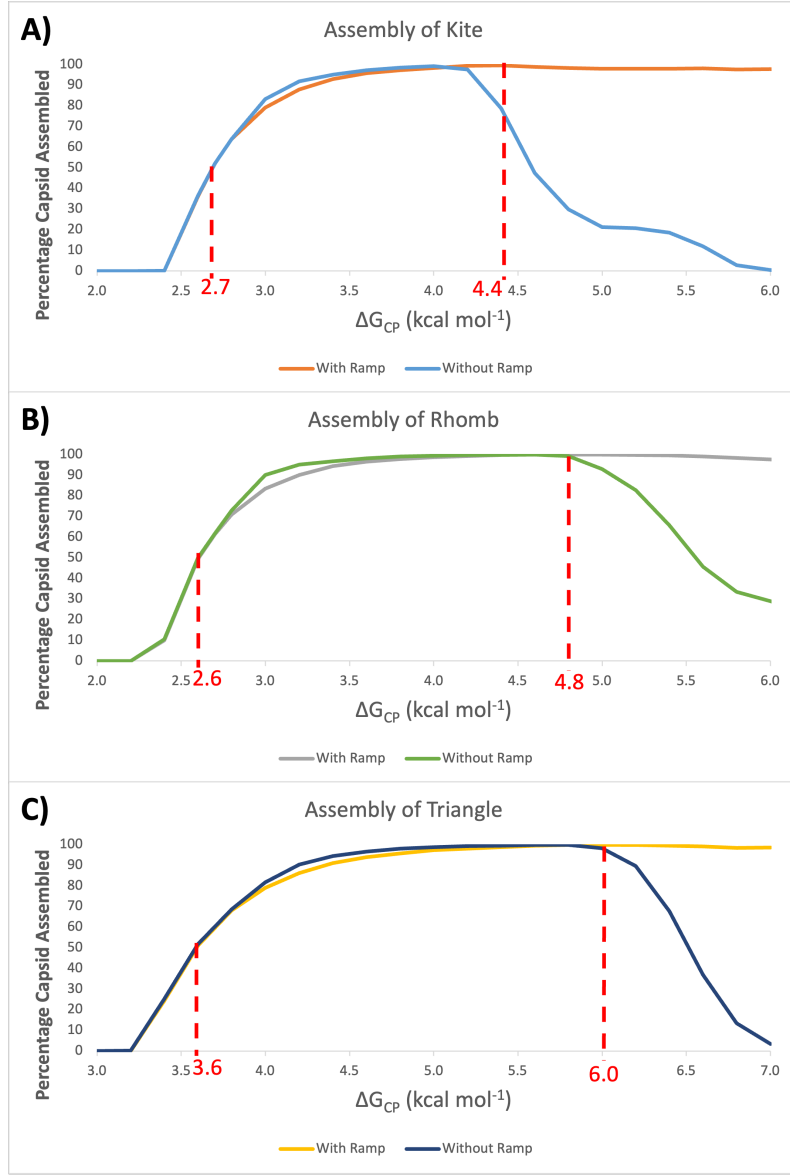 A)
Assembly of Kite
Percentage Capsid Assembled
100
90
80
70
60
50
40
30
20
10
0
2.0 2.5 3.0 3.5 4.0 4.5 5.0 5.5 6.0
2.7 4.4
ΔGCP (kcal mol-1)
With Ramp Without Ramp
B)
Assembly of Rhomb
Percentage Capsid Assembled
100
90
80
70
60
50
40
30
20
10
0
2.0 2.5 3.0 3.5 4.0 4.5 5.0 5.5 6.0
2.6 4.8
ΔGCP (kcal mol-1)
With Ramp Without Ramp
C)
Assembly of Triangle
Percentage Capsid Assembled
100
90
80
70
60
50
40
30
20
10
0
3.0 3.5 4.0 4.5 5.0 5.5 6.0 6.5 7.0
3.6 6.0
ΔGCP (kcal mol-1)
With Ramp Without Ramp